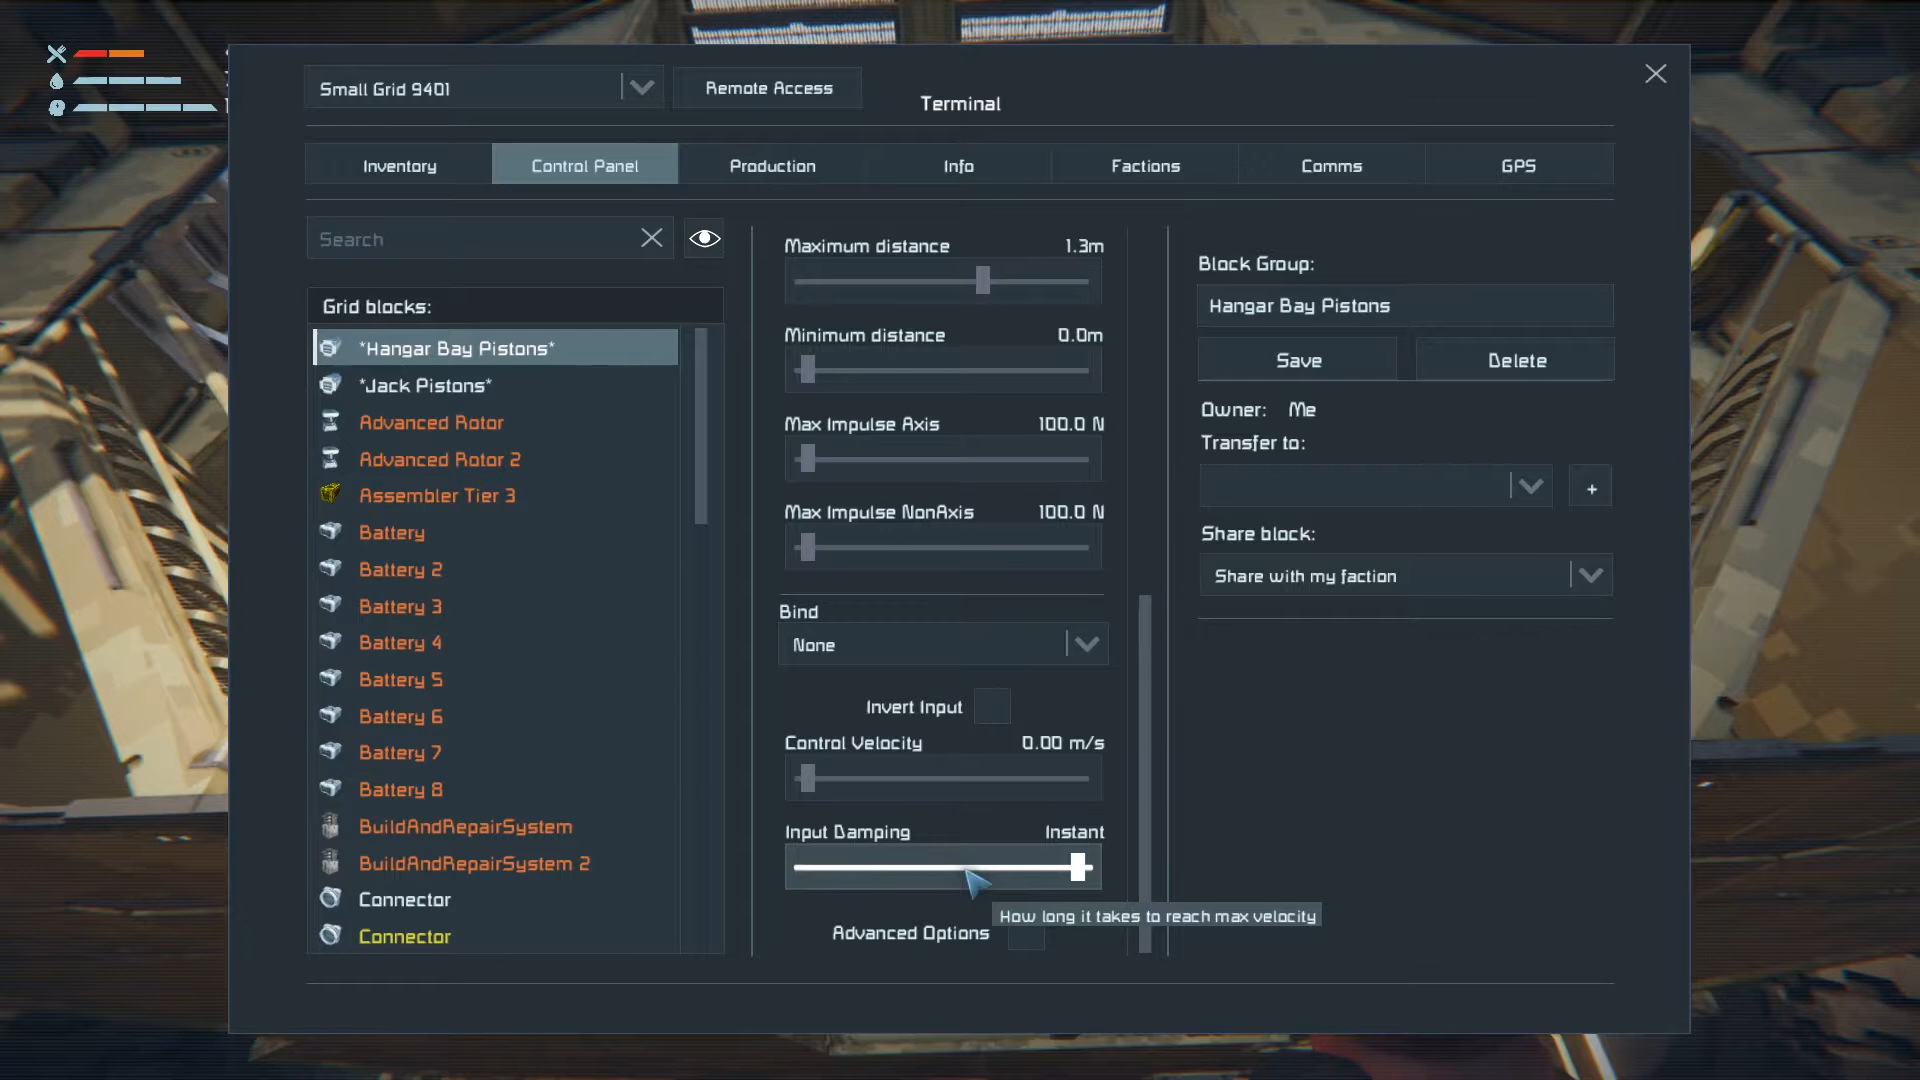 Small Grid 9401
Remote Access
Terminal
Inventory
Control Panel
Production
Info
Factions
Comms
GPS
Search
Grid blocks:
*Hangar Bay Pistons*
*Jack Pistons*
Advanced Rotor
Advanced Rotor 2
Assembler Tier 3
Battery
Battery 2
Battery 3
Battery 4
Battery 5
Battery 6
Battery 7
Battery 8
BuildAndRepairSystem
BuildAndRepairSystem 2
Connector
Connector
Maximum distance 1.3m
Minimum distance 0.0m
Max Impulse Axis 100.0 N
Max Impulse NonAxis 100.0 N
Bind
None
Invert Input
Control Velocity 0.00 m/s
Input Damping Instant
How long it takes to reach max velocity
Advanced Options
Block Group:
Hangar Bay Pistons
Save
Delete
Owner: Me
Transfer to:
+
Share block:
Share with my faction